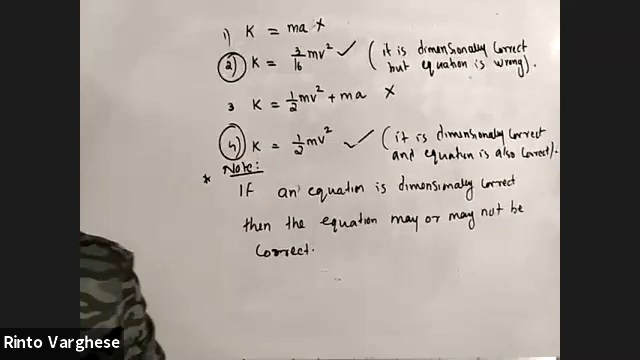 1) K = ma x
2) K = 3/16 mv² ✓ (it is dimensionally correct
but equation is wrong).
3 K = 1/2 mv² + ma x
4) K = 1/2 mv² ✓ (it is dimensionally correct
and equation is also correct).
* Note:
If an equation is dimensionally correct
then the equation may or may not be
correct.
Rinto Varghese